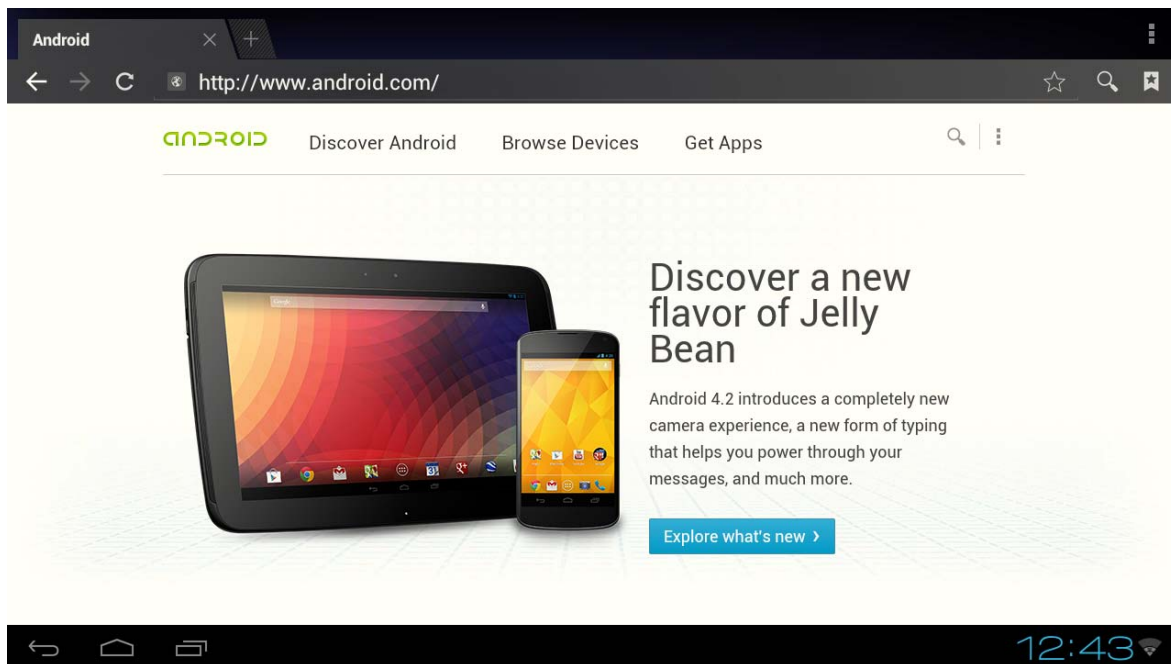 Android
http://www.android.com/
android
Discover Android
Browse Devices
Get Apps
Google
Discover a new
flavor of Jelly
Bean
Android 4.2 introduces a completely new
camera experience, a new form of typing
that helps you power through your
messages, and much more.
31
Explore what's new
12:43